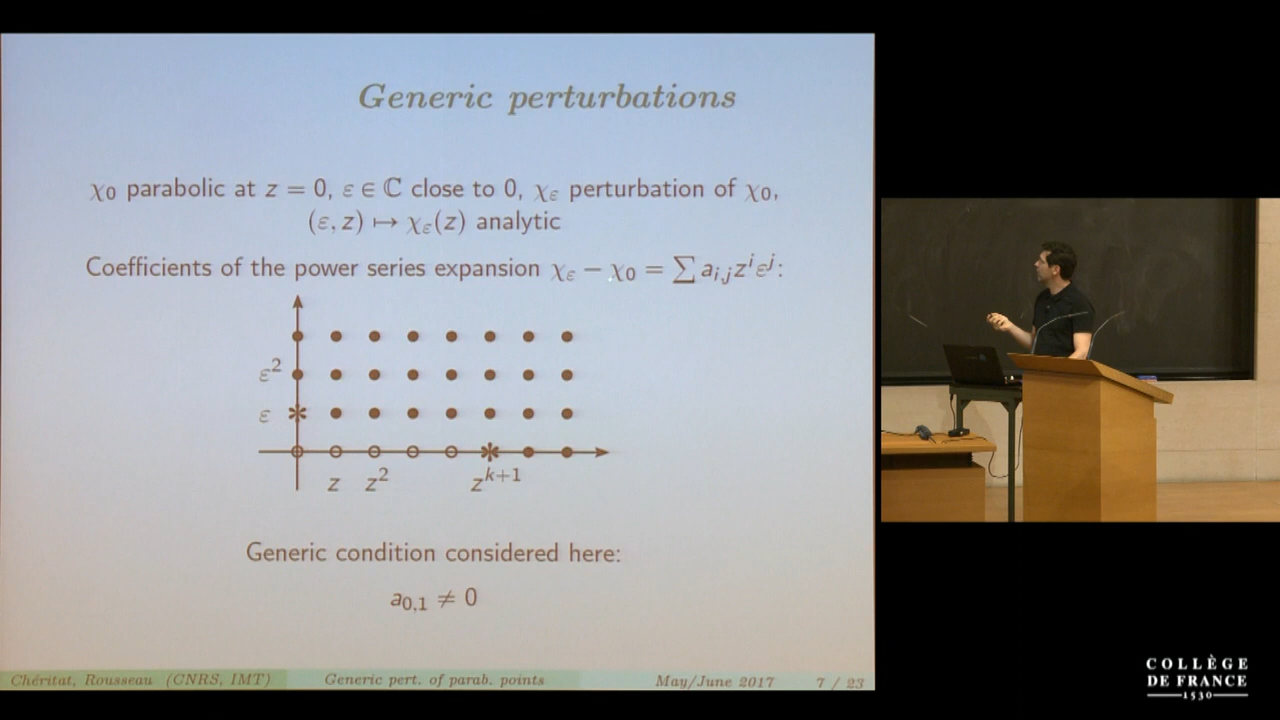 Generic perturbations
χ₀ parabolic at z = 0, ε ∈ ℂ close to 0, χ_ε perturbation of χ₀,
(ε, z) ↦ χ_ε(z) analytic
Coefficients of the power series expansion χ_ε − χ₀ = ∑ a_{i,j} z^i ε^j:
ε²
ε
z z² z^{k+1}
Generic condition considered here:
a_{0,1} ≠ 0
Chéritat, Rousseau (CNRS, IMT) Generic pert. of parab. points May/June 2017 7 / 23
COLLÈGE
DE FRANCE
1530